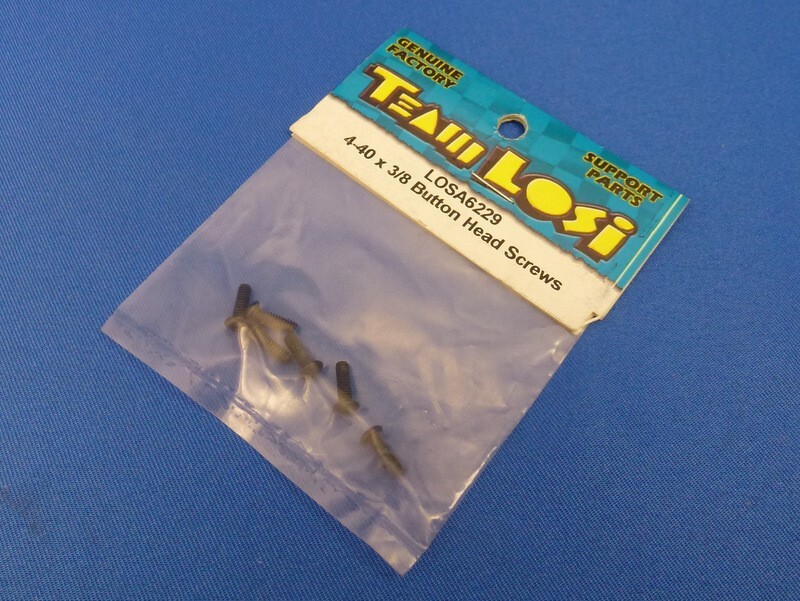 GENUINE
FACTORY
TEAM LOSI
SUPPORT
PARTS
LOSA6229
4-40 x 3/8 Button Head Screws